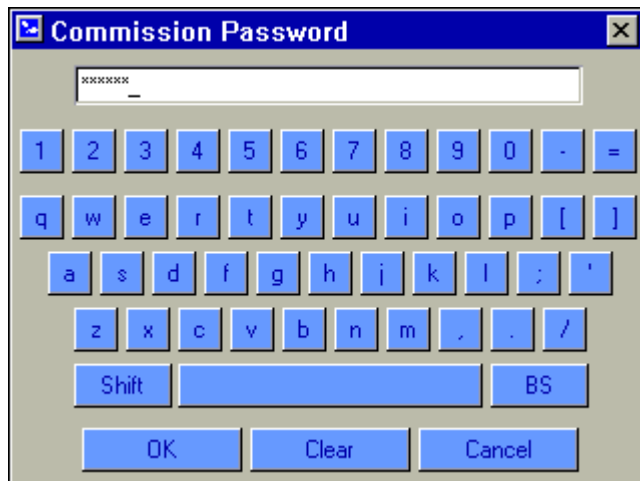 Commission Password
******_
1 2 3 4 5 6 7 8 9 0 - =
q w e r t y u i o p [ ]
a s d f g h j k l ; '
z x c v b n m , . /
Shift BS
OK Clear Cancel